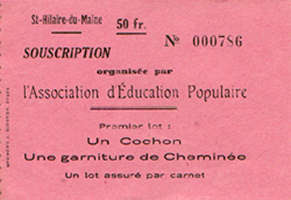 St-Hilaire-du-Maine
50 fr.
SOUSCRIPTION
N° 000786
organisée par
l'Association d'Éducation Populaire
Premier lot :
Un Cochon
Une garniture de Cheminée
Un lot assuré par carnet